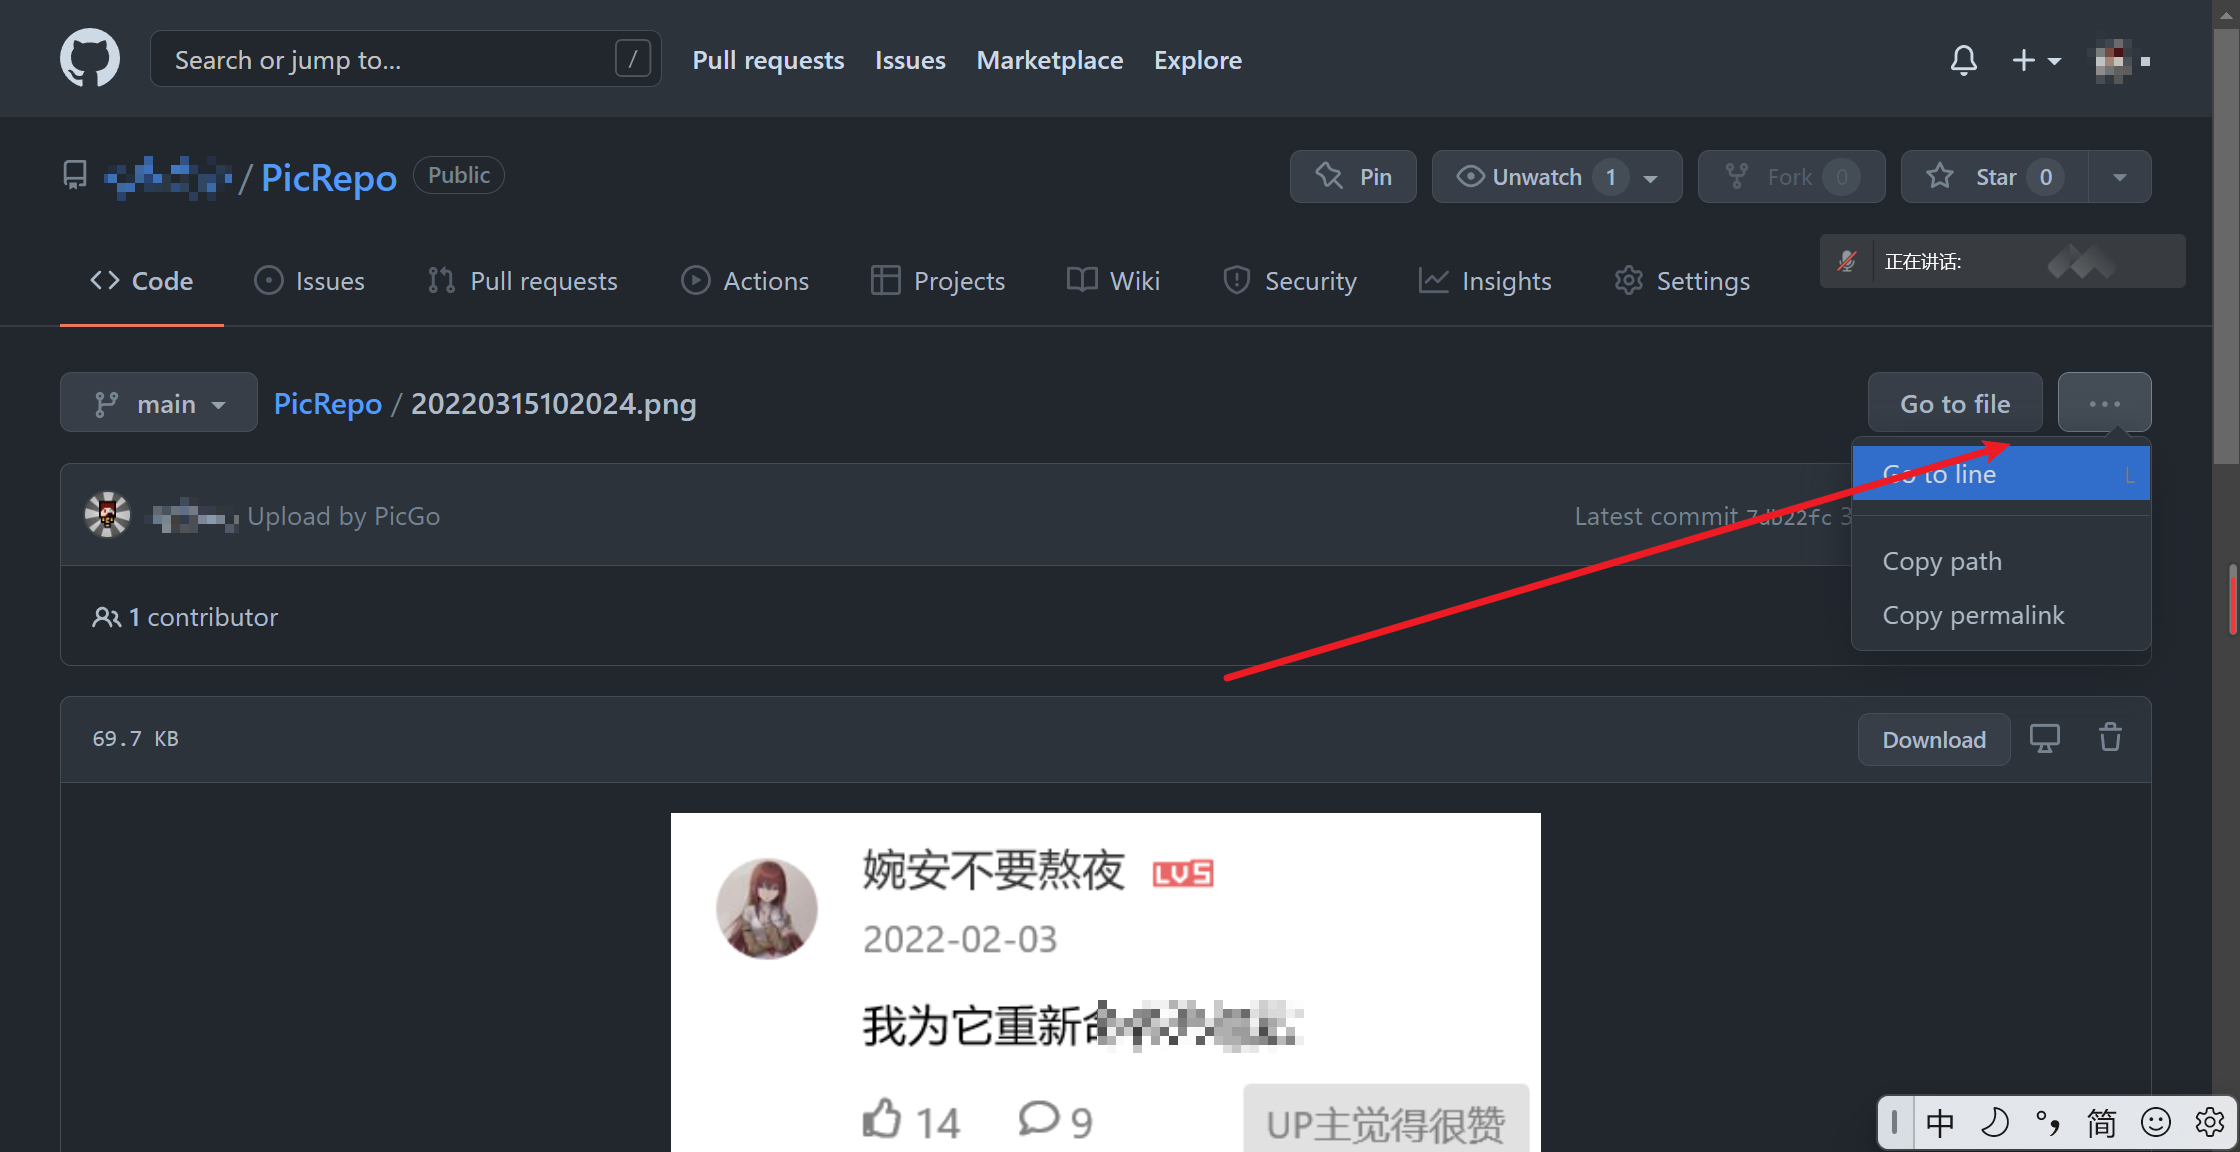 Search or jump to... /
Pull requests Issues Marketplace Explore
/ PicRepo Public
Pin Unwatch 1 Fork 0 Star 0
Code Issues Pull requests Actions Projects Wiki Security Insights Settings
正在讲话:
main PicRepo / 20220315102024.png
Go to file ...
Go to line L
Upload by PicGo
Latest commit 7db22fc 3
Copy path
Copy permalink
1 contributor
69.7 KB
Download
婉安不要熬夜 LV5
2022-02-03
我为它重新
14 9 UP主觉得很赞
中 简